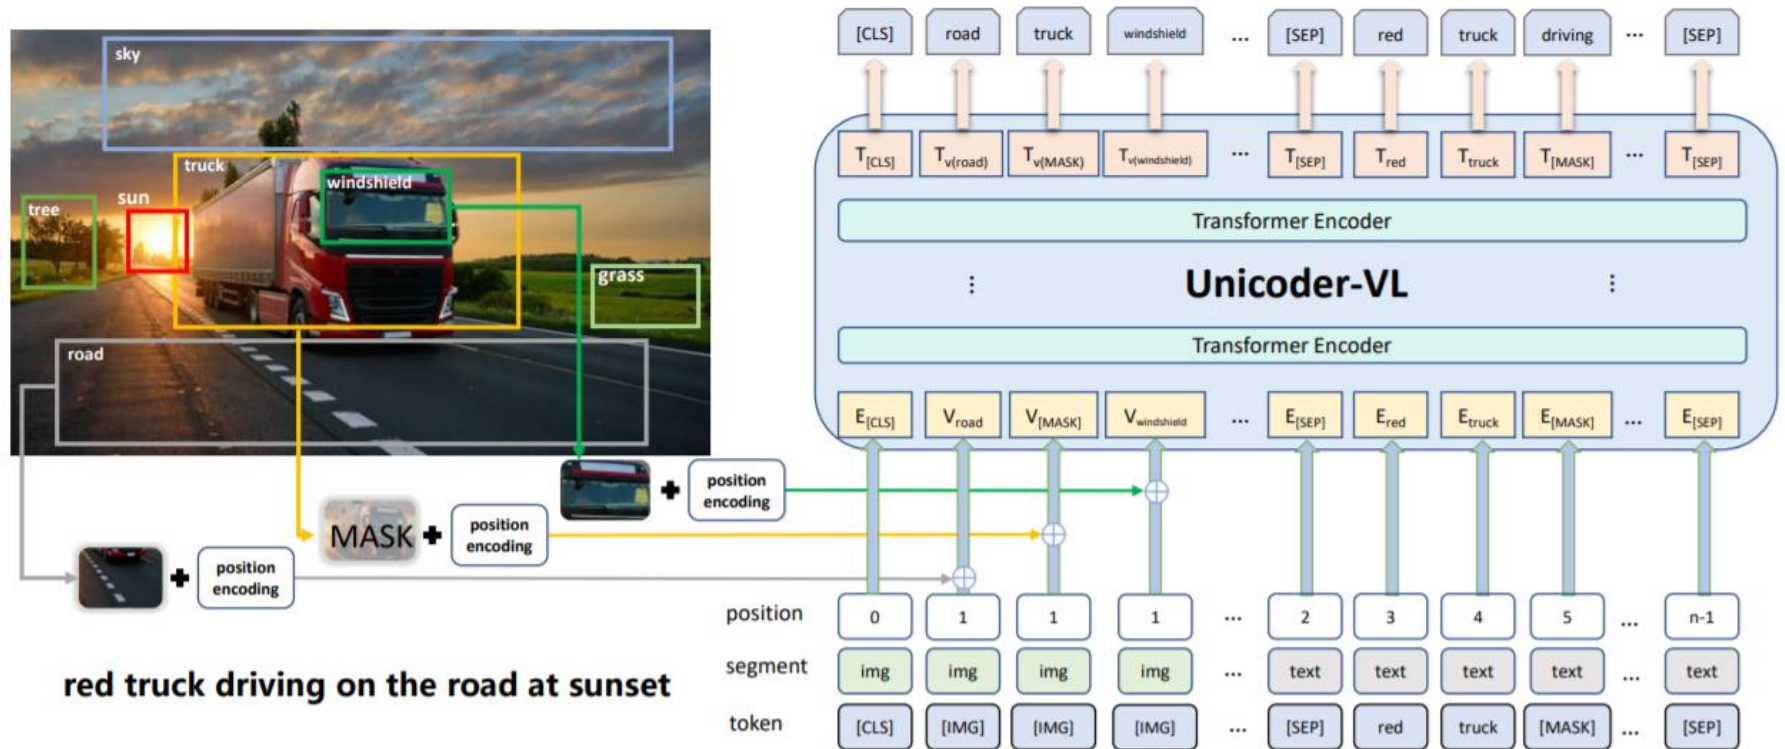 sky
truck
windshield
tree
sun
grass
road
MASK
position encoding
position encoding
position encoding
red truck driving on the road at sunset
[CLS] road truck windshield ... [SEP] red truck driving ... [SEP]
T[CLS] Tv(road) Tv(MASK) Tv(windshield) ... T[SEP] Tred Ttruck T[MASK] ... T[SEP]
Transformer Encoder
Unicoder-VL
Transformer Encoder
E[CLS] Vroad V[MASK] Vwindshield ... E[SEP] Ered Etruck E[MASK] ... E[SEP]
position 0 1 1 1 ... 2 3 4 5 ... n-1
segment img img img img ... text text text text ... text
token [CLS] [IMG] [IMG] [IMG] ... [SEP] red truck [MASK] ... [SEP]